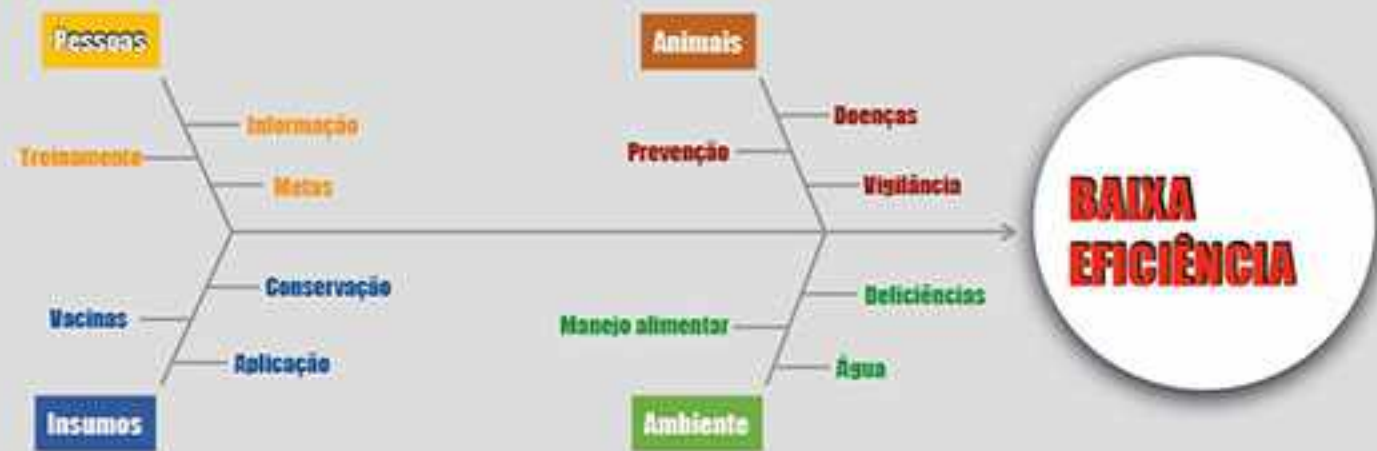 Pessoas
Animais
Informação
Treinamento
Metas
Doenças
Prevenção
Vigilância
BAIXA
EFICIÊNCIA
Conservação
Vacinas
Aplicação
Deficiências
Manejo alimentar
Água
Insumos
Ambiente